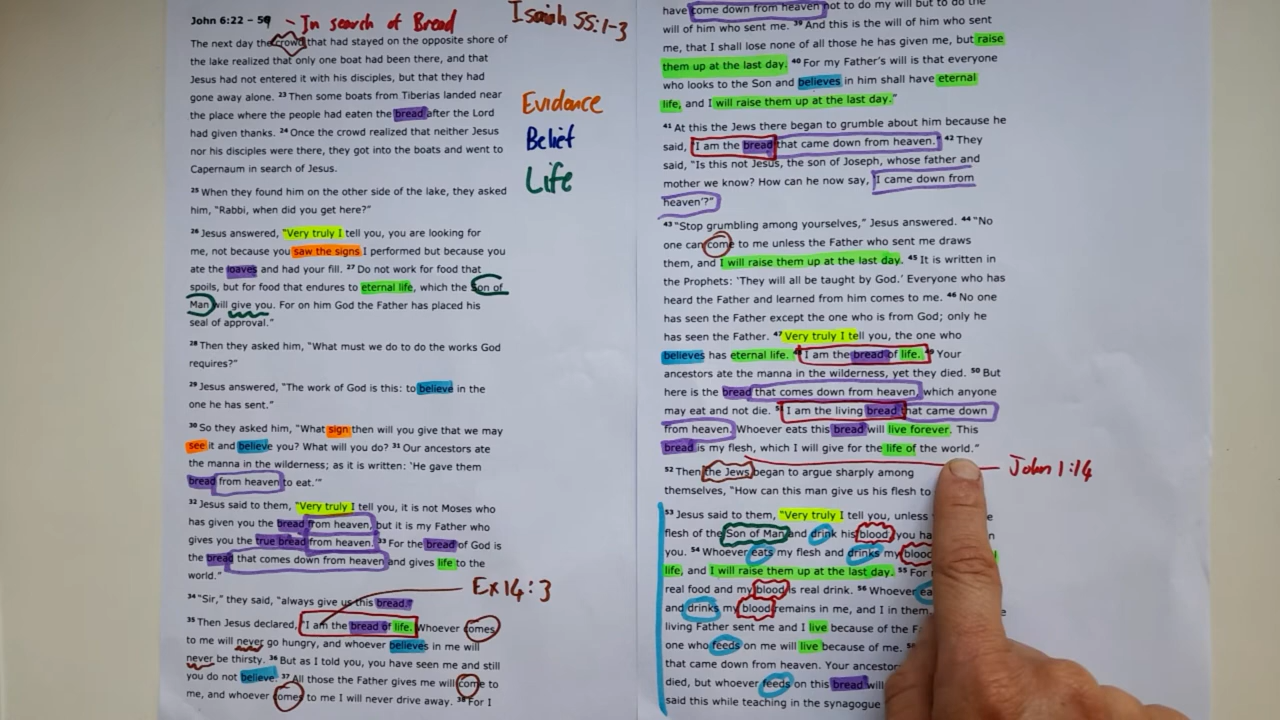 John 6:22 – 59 - In search of Bread
Isaiah 55:1-3
The next day the crowd that had stayed on the opposite shore of
the lake realized that only one boat had been there, and that
Jesus had not entered it with his disciples, but that they had
gone away alone. 23 Then some boats from Tiberias landed near
the place where the people had eaten the bread after the Lord
had given thanks. 24 Once the crowd realized that neither Jesus
nor his disciples were there, they got into the boats and went to
Capernaum in search of Jesus.
Evidence
Belief
Life
25 When they found him on the other side of the lake, they asked
him, “Rabbi, when did you get here?”
26 Jesus answered, “Very truly I tell you, you are looking for
me, not because you saw the signs I performed but because you
ate the loaves and had your fill. 27 Do not work for food that
spoils, but for food that endures to eternal life, which the Son of
Man will give you. For on him God the Father has placed his
seal of approval.”
28 Then they asked him, “What must we do to do the works God
requires?”
29 Jesus answered, “The work of God is this: to believe in the
one he has sent.”
30 So they asked him, “What sign then will you give that we may
see it and believe you? What will you do? 31 Our ancestors ate
the manna in the wilderness; as it is written: ‘He gave them
bread from heaven to eat.’”
32 Jesus said to them, “Very truly I tell you, it is not Moses who
has given you the bread from heaven, but it is my Father who
gives you the true bread from heaven. 33 For the bread of God is
the bread that comes down from heaven and gives life to the
world.”
Ex 14:3
34 “Sir,” they said, “always give us this bread.”
35 Then Jesus declared, “I am the bread of life. Whoever comes
to me will never go hungry, and whoever believes in me will
never be thirsty. 36 But as I told you, you have seen me and still
you do not believe. 37 All those the Father gives me will come to
me, and whoever comes to me I will never drive away. 38 For I
have come down from heaven not to do my will but to do the
will of him who sent me. 39 And this is the will of him who sent
me, that I shall lose none of all those he has given me, but raise
them up at the last day. 40 For my Father’s will is that everyone
who looks to the Son and believes in him shall have eternal
life, and I will raise them up at the last day.”
41 At this the Jews there began to grumble about him because he
said, “I am the bread that came down from heaven.” 42 They
said, “Is this not Jesus, the son of Joseph, whose father and
mother we know? How can he now say, ‘I came down from
heaven’?”
43 “Stop grumbling among yourselves,” Jesus answered. 44 “No
one can come to me unless the Father who sent me draws
them, and I will raise them up at the last day. 45 It is written in
the Prophets: ‘They will all be taught by God.’ Everyone who has
heard the Father and learned from him comes to me. 46 No one
has seen the Father except the one who is from God; only he
has seen the Father. 47 Very truly I tell you, the one who
believes has eternal life. 48 I am the bread of life. 49 Your
ancestors ate the manna in the wilderness, yet they died. 50 But
here is the bread that comes down from heaven, which anyone
may eat and not die. 51 I am the living bread that came down
from heaven. Whoever eats this bread will live forever. This
bread is my flesh, which I will give for the life of the world.”
John 1:14
52 Then the Jews began to argue sharply among
themselves, “How can this man give us his flesh to
53 Jesus said to them, “Very truly I tell you, unless
flesh of the Son of Man and drink his blood, you
you. 54 Whoever eats my flesh and drinks my blood
life, and I will raise them up at the last day. 55 For
real food and my blood is real drink. 56 Whoever
and drinks my blood remains in me, and I in them.
living Father sent me and I live because of the
one who feeds on me will live because of me.
that came down from heaven. Your
died, but whoever feeds on this bread will
said this while teaching in the synagogue